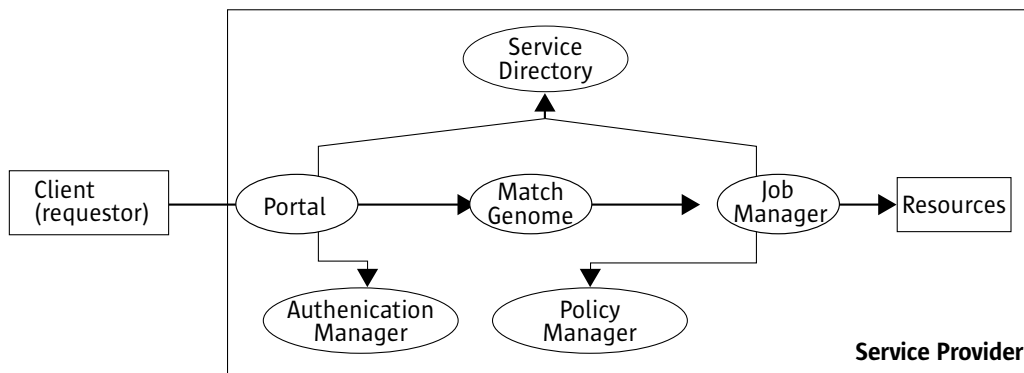 Service
Directory
Client
(requestor)
Portal
Match
Genome
Job
Manager
Resources
Authenication
Manager
Policy
Manager
Service Provider